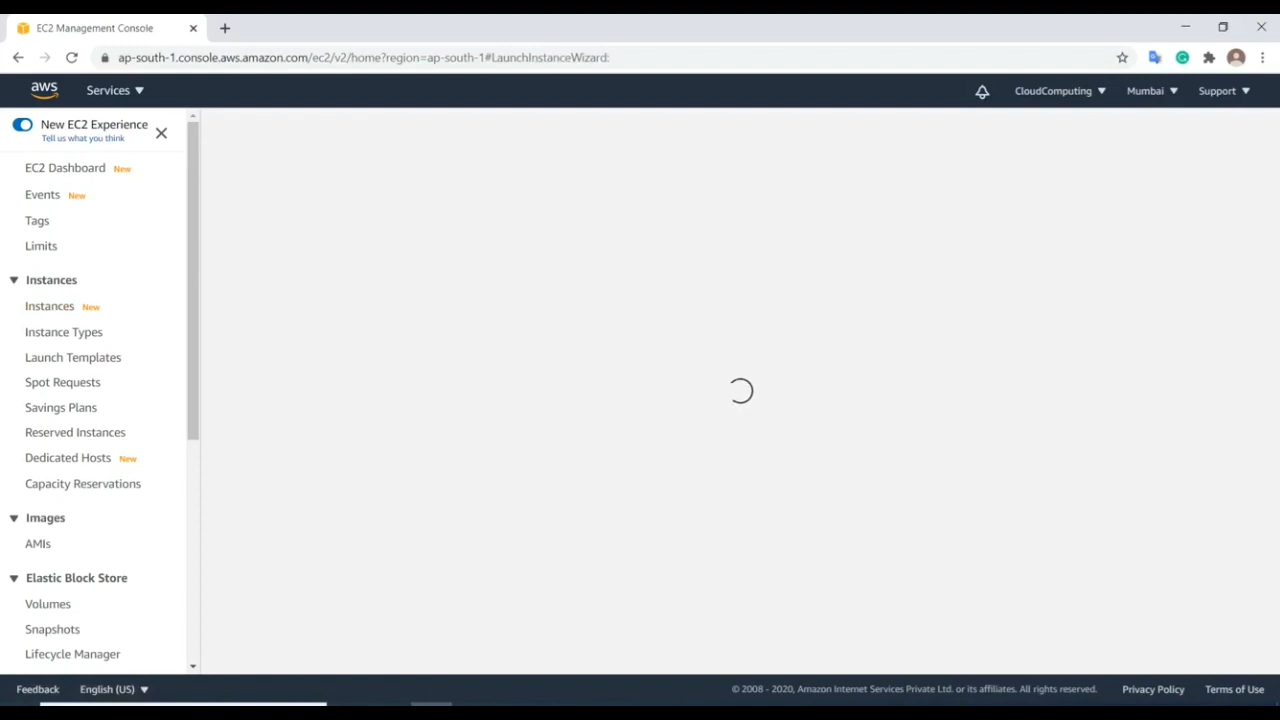 EC2 Management Console
ap-south-1.console.aws.amazon.com/ec2/v2/home?region=ap-south-1#LaunchInstanceWizard:
aws
Services
CloudComputing
Mumbai
Support
New EC2 Experience
Tell us what you think
EC2 Dashboard New
Events New
Tags
Limits
Instances
Instances New
Instance Types
Launch Templates
Spot Requests
Savings Plans
Reserved Instances
Dedicated Hosts New
Capacity Reservations
Images
AMIs
Elastic Block Store
Volumes
Snapshots
Lifecycle Manager
Feedback
English (US)
© 2008 - 2020, Amazon Internet Services Private Ltd. or its affiliates. All rights reserved.
Privacy Policy
Terms of Use